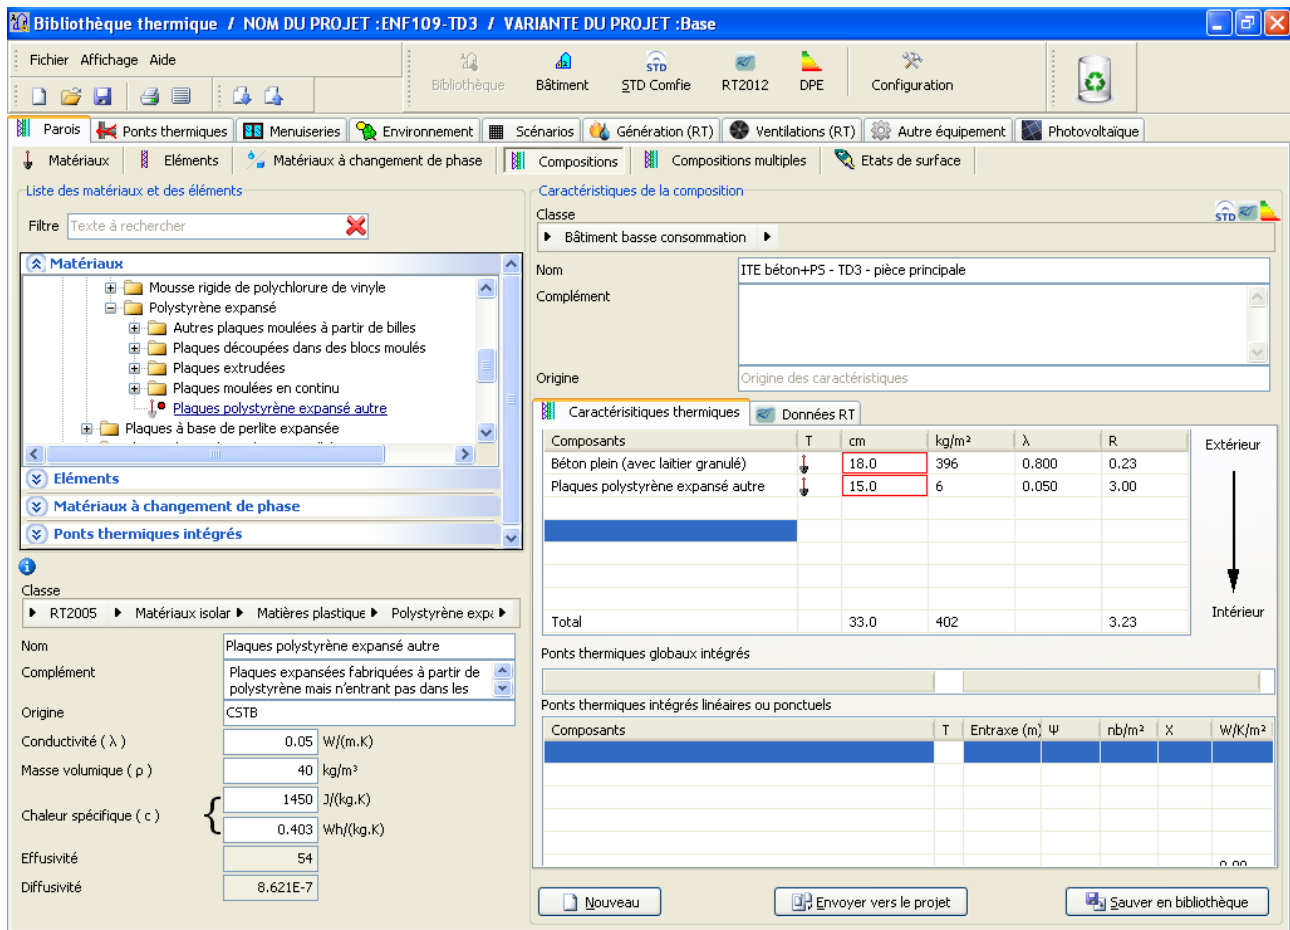 Bibliothèque thermique / NOM DU PROJET :ENF109-TD3 / VARIANTE DU PROJET :Base
Fichier Affichage Aide
Bibliothèque
Bâtiment
STD
STD Comfie
RT2012
DPE
Configuration
Parois
Ponts thermiques
Menuiseries
Environnement
Scénarios
Génération (RT)
Ventilations (RT)
Autre équipement
Photovoltaïque
Matériaux
Eléments
Matériaux à changement de phase
Compositions
Compositions multiples
Etats de surface
Liste des matériaux et des éléments
Filtre Texte à rechercher
Matériaux
Mousse rigide de polychlorure de vinyle
Polystyrène expansé
Autres plaques moulées à partir de billes
Plaques découpées dans des blocs moulés
Plaques extrudées
Plaques moulées en continu
Plaques polystyrène expansé autre
Plaques à base de perlite expansée
Eléments
Matériaux à changement de phase
Ponts thermiques intégrés
Classe
RT2005 Matériaux isolar Matières plastique Polystyrène expa
Nom Plaques polystyrène expansé autre
Complément Plaques expansées fabriquées à partir de
polystyrène mais n'entrant pas dans les
Origine CSTB
Conductivité ( λ ) 0.05 W/(m.K)
Masse volumique ( ρ ) 40 kg/m³
Chaleur spécifique ( c ) { 1450 J/(kg.K)
0.403 Wh/(kg.K)
Effusivité 54
Diffusivité 8.621E-7
Caractéristiques de la composition
Classe
STD
Bâtiment basse consommation
Nom ITE béton+PS - TD3 - pièce principale
Complément
Origine Origine des caractéristiques
Caractérisitiques thermiques
Données RT
Composants T cm kg/m² λ R
Béton plein (avec laitier granulé) 18.0 396 0.800 0.23
Plaques polystyrène expansé autre 15.0 6 0.050 3.00
Total 33.0 402 3.23
Extérieur
Intérieur
Ponts thermiques globaux intégrés
Ponts thermiques intégrés linéaires ou ponctuels
Composants T Entraxe (m) Ψ nb/m² X W/K/m²
Nouveau
Envoyer vers le projet
Sauver en bibliothèque